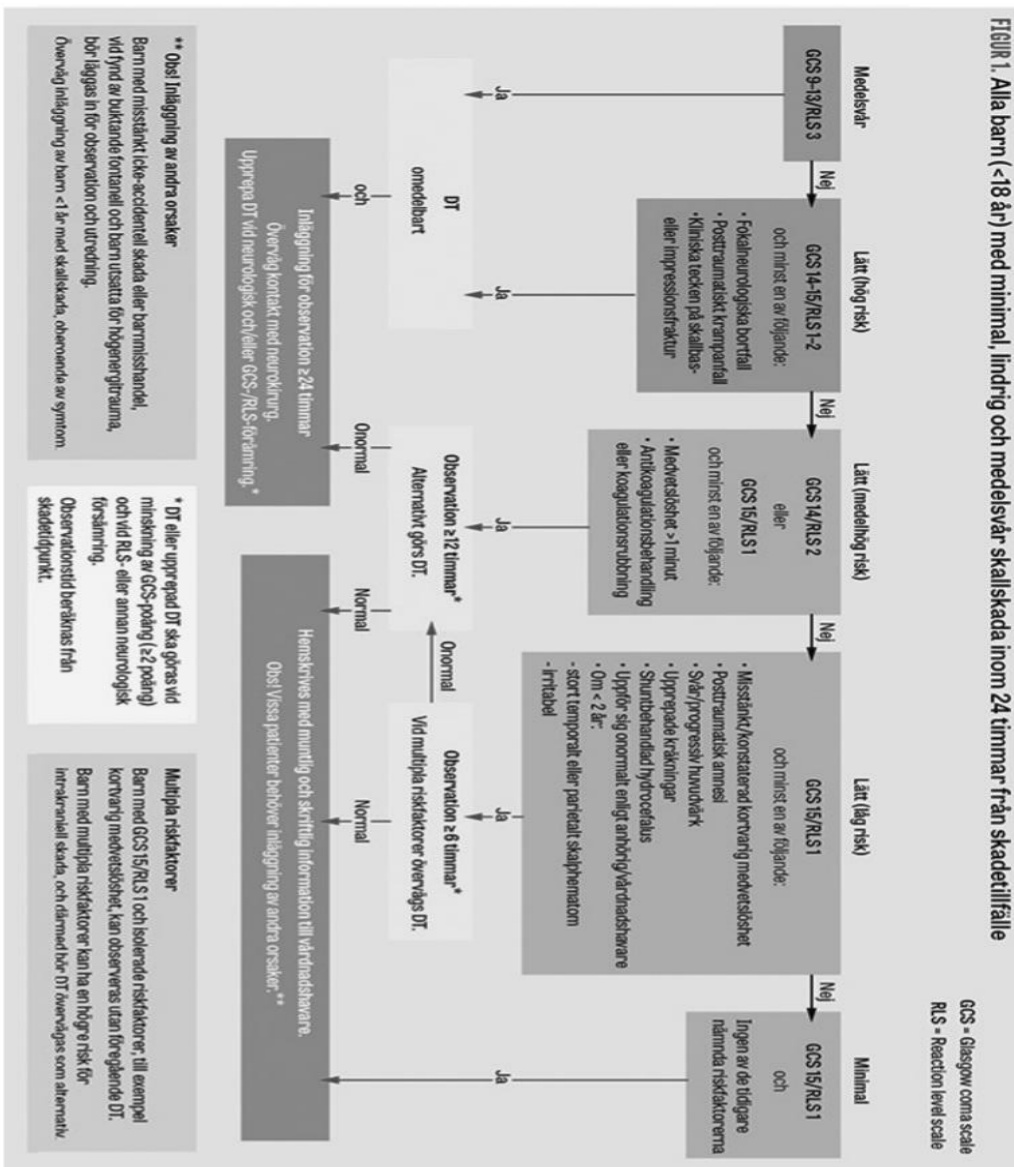 FIGUR 1. Alla barn (<18 år) med minimal, lindrig och medelsvår skallskada inom 24 timmar från skadetillfälle
GCS = Glasgow coma scale
RLS = Reaction level scale
Medelsvår
GCS 9-13/RLS 3
Nej
Lätt (hög risk)
GCS 14-15/RLS 1-2
och minst en av följande:
• Fokalneurologiska bortfall
• Posttraumatiskt krampanfall
• Kliniska tecken på skallbas-
eller impressionsfraktur
Nej
Lätt (medelhög risk)
GCS 14/RLS 2
eller
GCS 15/RLS 1
och minst en av följande:
• Medvetslöshet >1 minut
• Antikoagulationsbehandling
eller koagulationsrubbning
Nej
Lätt (låg risk)
GCS 15/RLS 1
och minst en av följande:
• Misstänkt/konstaterad kortvarig medvetslöshet
• Posttraumatisk amnesi
• Svår/progressiv huvudvärk
• Upprepade kräkningar
• Shuntbehandlad hydrocefalus
• Uppför sig onormalt enligt anhörig/vårdnadshavare
• Om < 2 år:
- stort temporalt eller parietalt skalphematom
- irritabel
Nej
Minimal
GCS 15/RLS 1
och
Ingen av de tidigare
nämnda riskfaktorerna
Ja
Ja
Ja
Ja
Ja
DT
omedelbart
Observation ≥12 timmar*
Alternativt görs DT.
Onormal
Observation ≥6 timmar*
Vid multipla riskfaktorer övervägs DT.
och
Onormal
Normal
Normal
Inläggning för observation ≥ 24 timmar
Överväg kontakt med neurokirurg.
Upprepa DT vid neurologisk och/eller GCS-/RLS-försämring.*
Hemskrives med muntlig och skriftlig information till vårdnadshavare.
Obs! Vissa patienter behöver inläggning av andra orsaker.**
** Obs! Inläggning av andra orsaker
Barn med misstänkt icke-accidentell skada eller barnmisshandel,
vid fynd av buktande fontanell och barn utsatta för högenergitrauma,
bör läggas in för observation och utredning.
Överväg inläggning av barn <1 år med skallskada, oberoende av symtom.
* DT eller upprepad DT ska göras vid
minskning av GCS-poäng (≥2 poäng)
och vid RLS- eller annan neurologisk
försämring.
Observationstid beräknas från
skadetidpunkt.
Multipla riskfaktorer
Barn med GCS 15/RLS 1 och isolerade riskfaktorer, till exempel
kortvarig medvetslöshet, kan observeras utan föregående DT.
Barn med multipla riskfaktorer kan ha en högre risk för
intrakraniell skada, och därmed bör DT övervägas som alternativ.